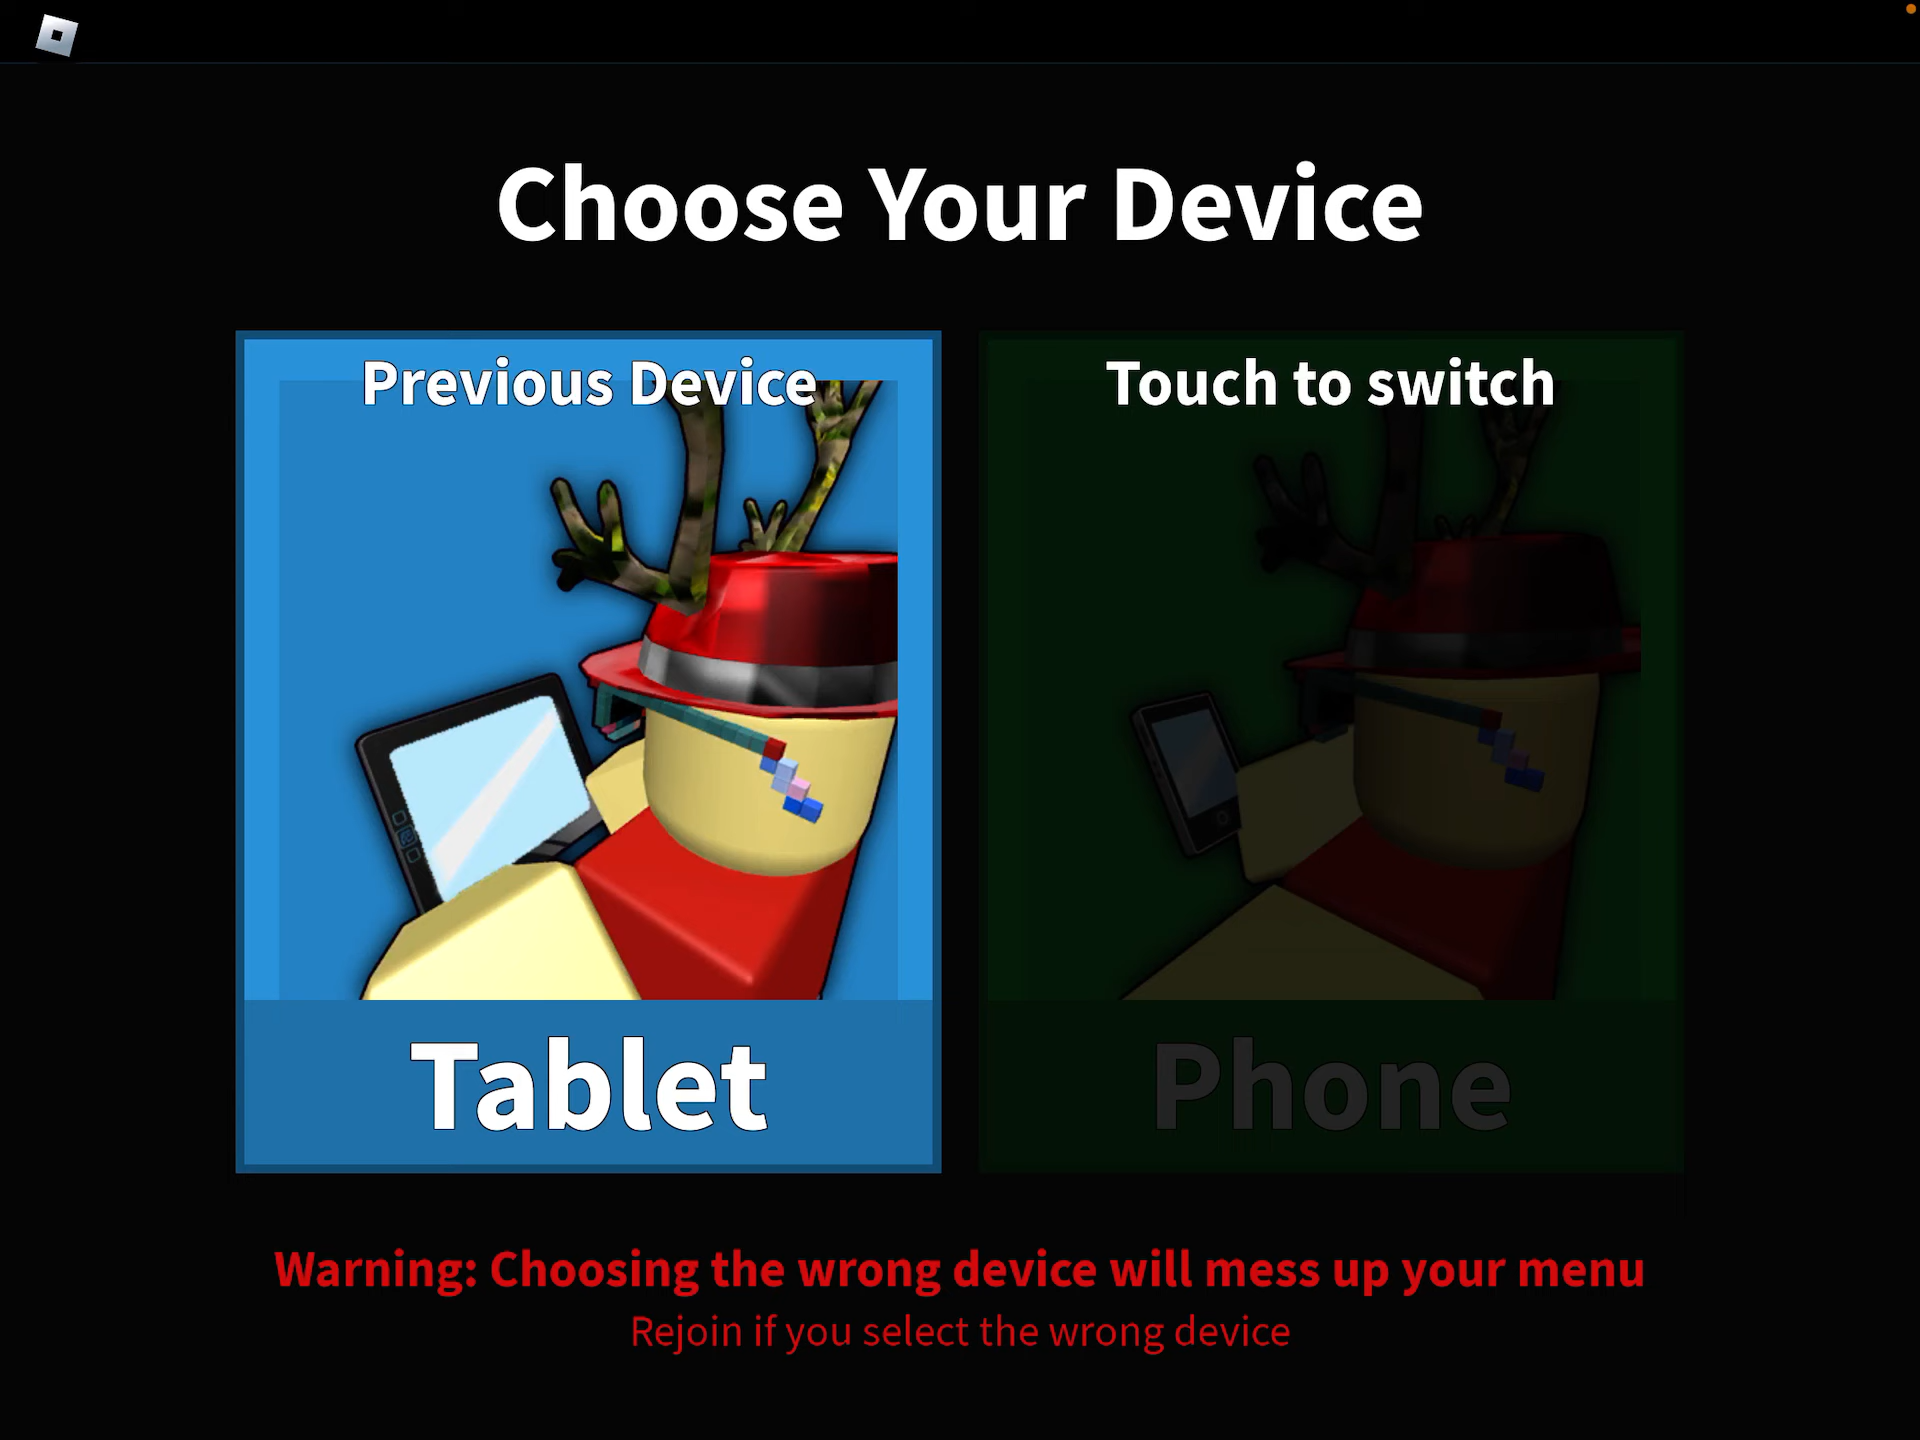 Choose Your Device
Previous Device
Touch to switch
Tablet
Phone
Warning: Choosing the wrong device will mess up your menu
Rejoin if you select the wrong device